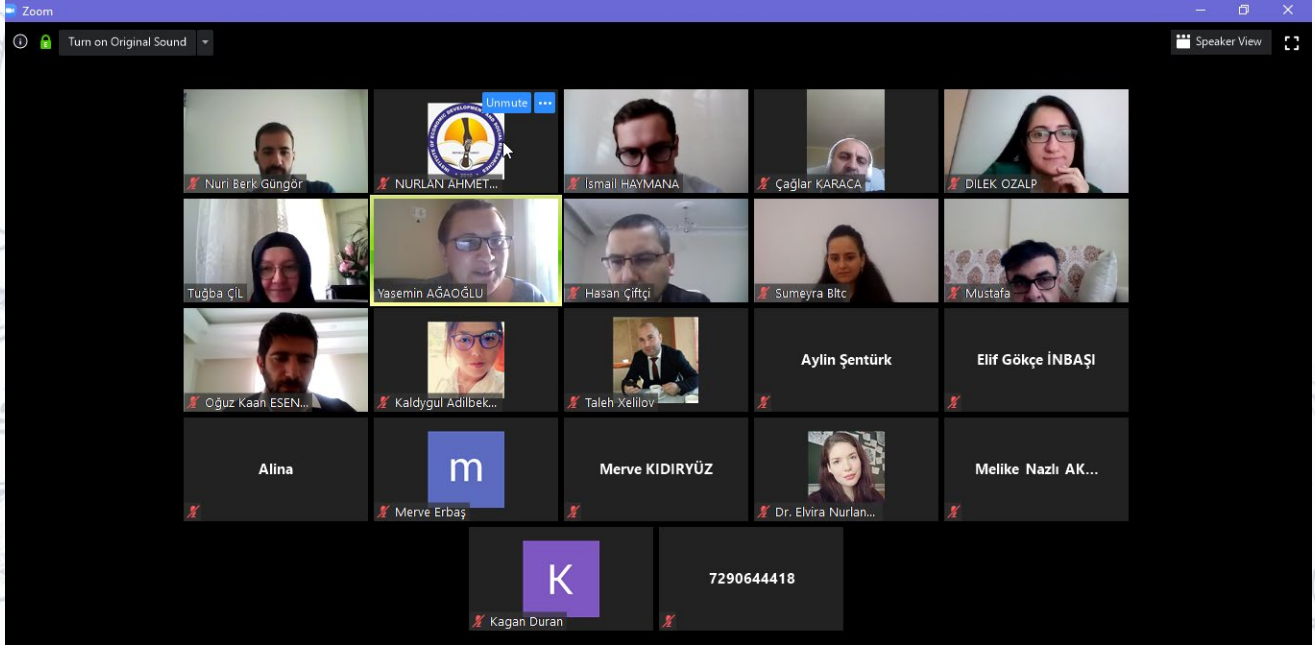 Zoom
Turn on Original Sound
Speaker View
Nuri Berk Güngör
Unmute
NURLAN AHMET...
İsmail HAYMANA
Çağlar KARACA
DILEK OZALP
Tuğba ÇİL
Yasemin AĞAOĞLU
Hasan Çiftçi
Sumeyra Bltc
Mustafa
Oğuz Kaan ESEN...
Kaldygul Adilbek...
Taleh Xelilov
Aylin Şentürk
Elif Gökçe İNBAŞI
Alina
m
Merve Erbaş
Merve KIDIRYÜZ
Dr. Elvira Nurlan...
Melike Nazlı AK...
K
Kagan Duran
7290644418